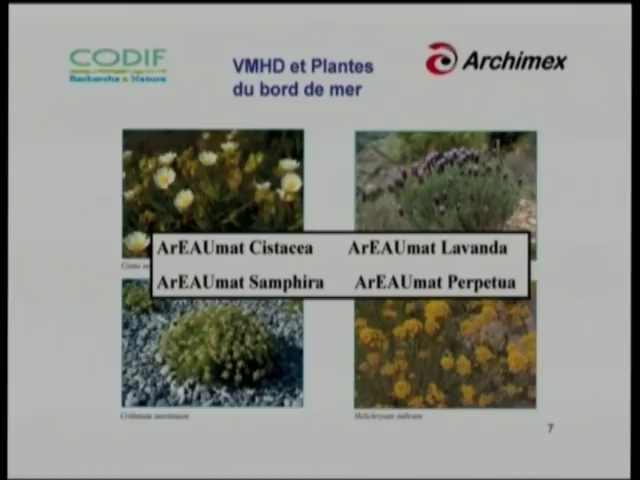 CODIF
Recherche & Nature
VMHD et Plantes
du bord de mer
Archimex
ArEAUmat Cistacea
ArEAUmat Lavanda
ArEAUmat Samphira
ArEAUmat Perpetua
Crithmum maritimum
Helichrysum italicum
7